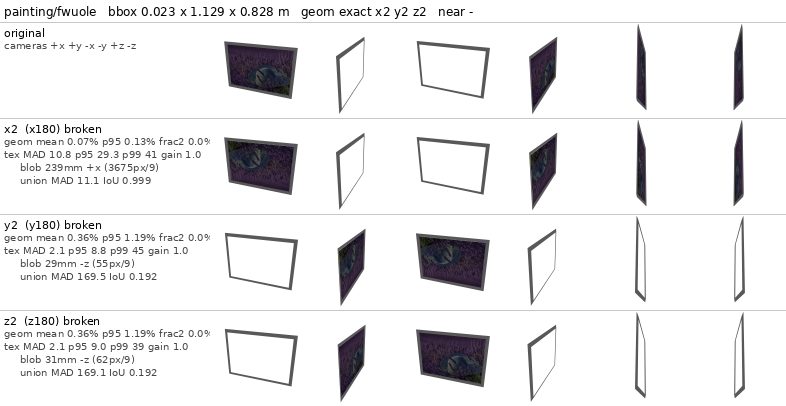 painting/fwuole   bbox 0.023 x 1.129 x 0.828 m   geom exact x2 y2 z2   near -
original
cameras +x +y -x -y +z -z
x2  (x180) broken
geom mean 0.07% p95 0.13% frac2 0.0%
tex MAD 10.8 p95 29.3 p99 41 gain 1.0
blob 239mm +x (3675px/9)
union MAD 11.1 IoU 0.999
y2  (y180) broken
geom mean 0.36% p95 1.19% frac2 0.0%
tex MAD 2.1 p95 8.8 p99 45 gain 1.0
blob 29mm -z (55px/9)
union MAD 169.5 IoU 0.192
z2  (z180) broken
geom mean 0.36% p95 1.19% frac2 0.0%
tex MAD 2.1 p95 9.0 p99 39 gain 1.0
blob 31mm -z (62px/9)
union MAD 169.1 IoU 0.192